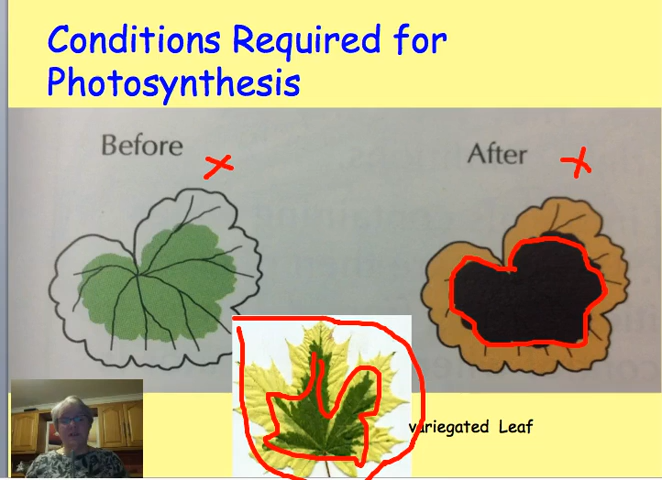 Conditions Required for
Photosynthesis
Before
After
variegated Leaf